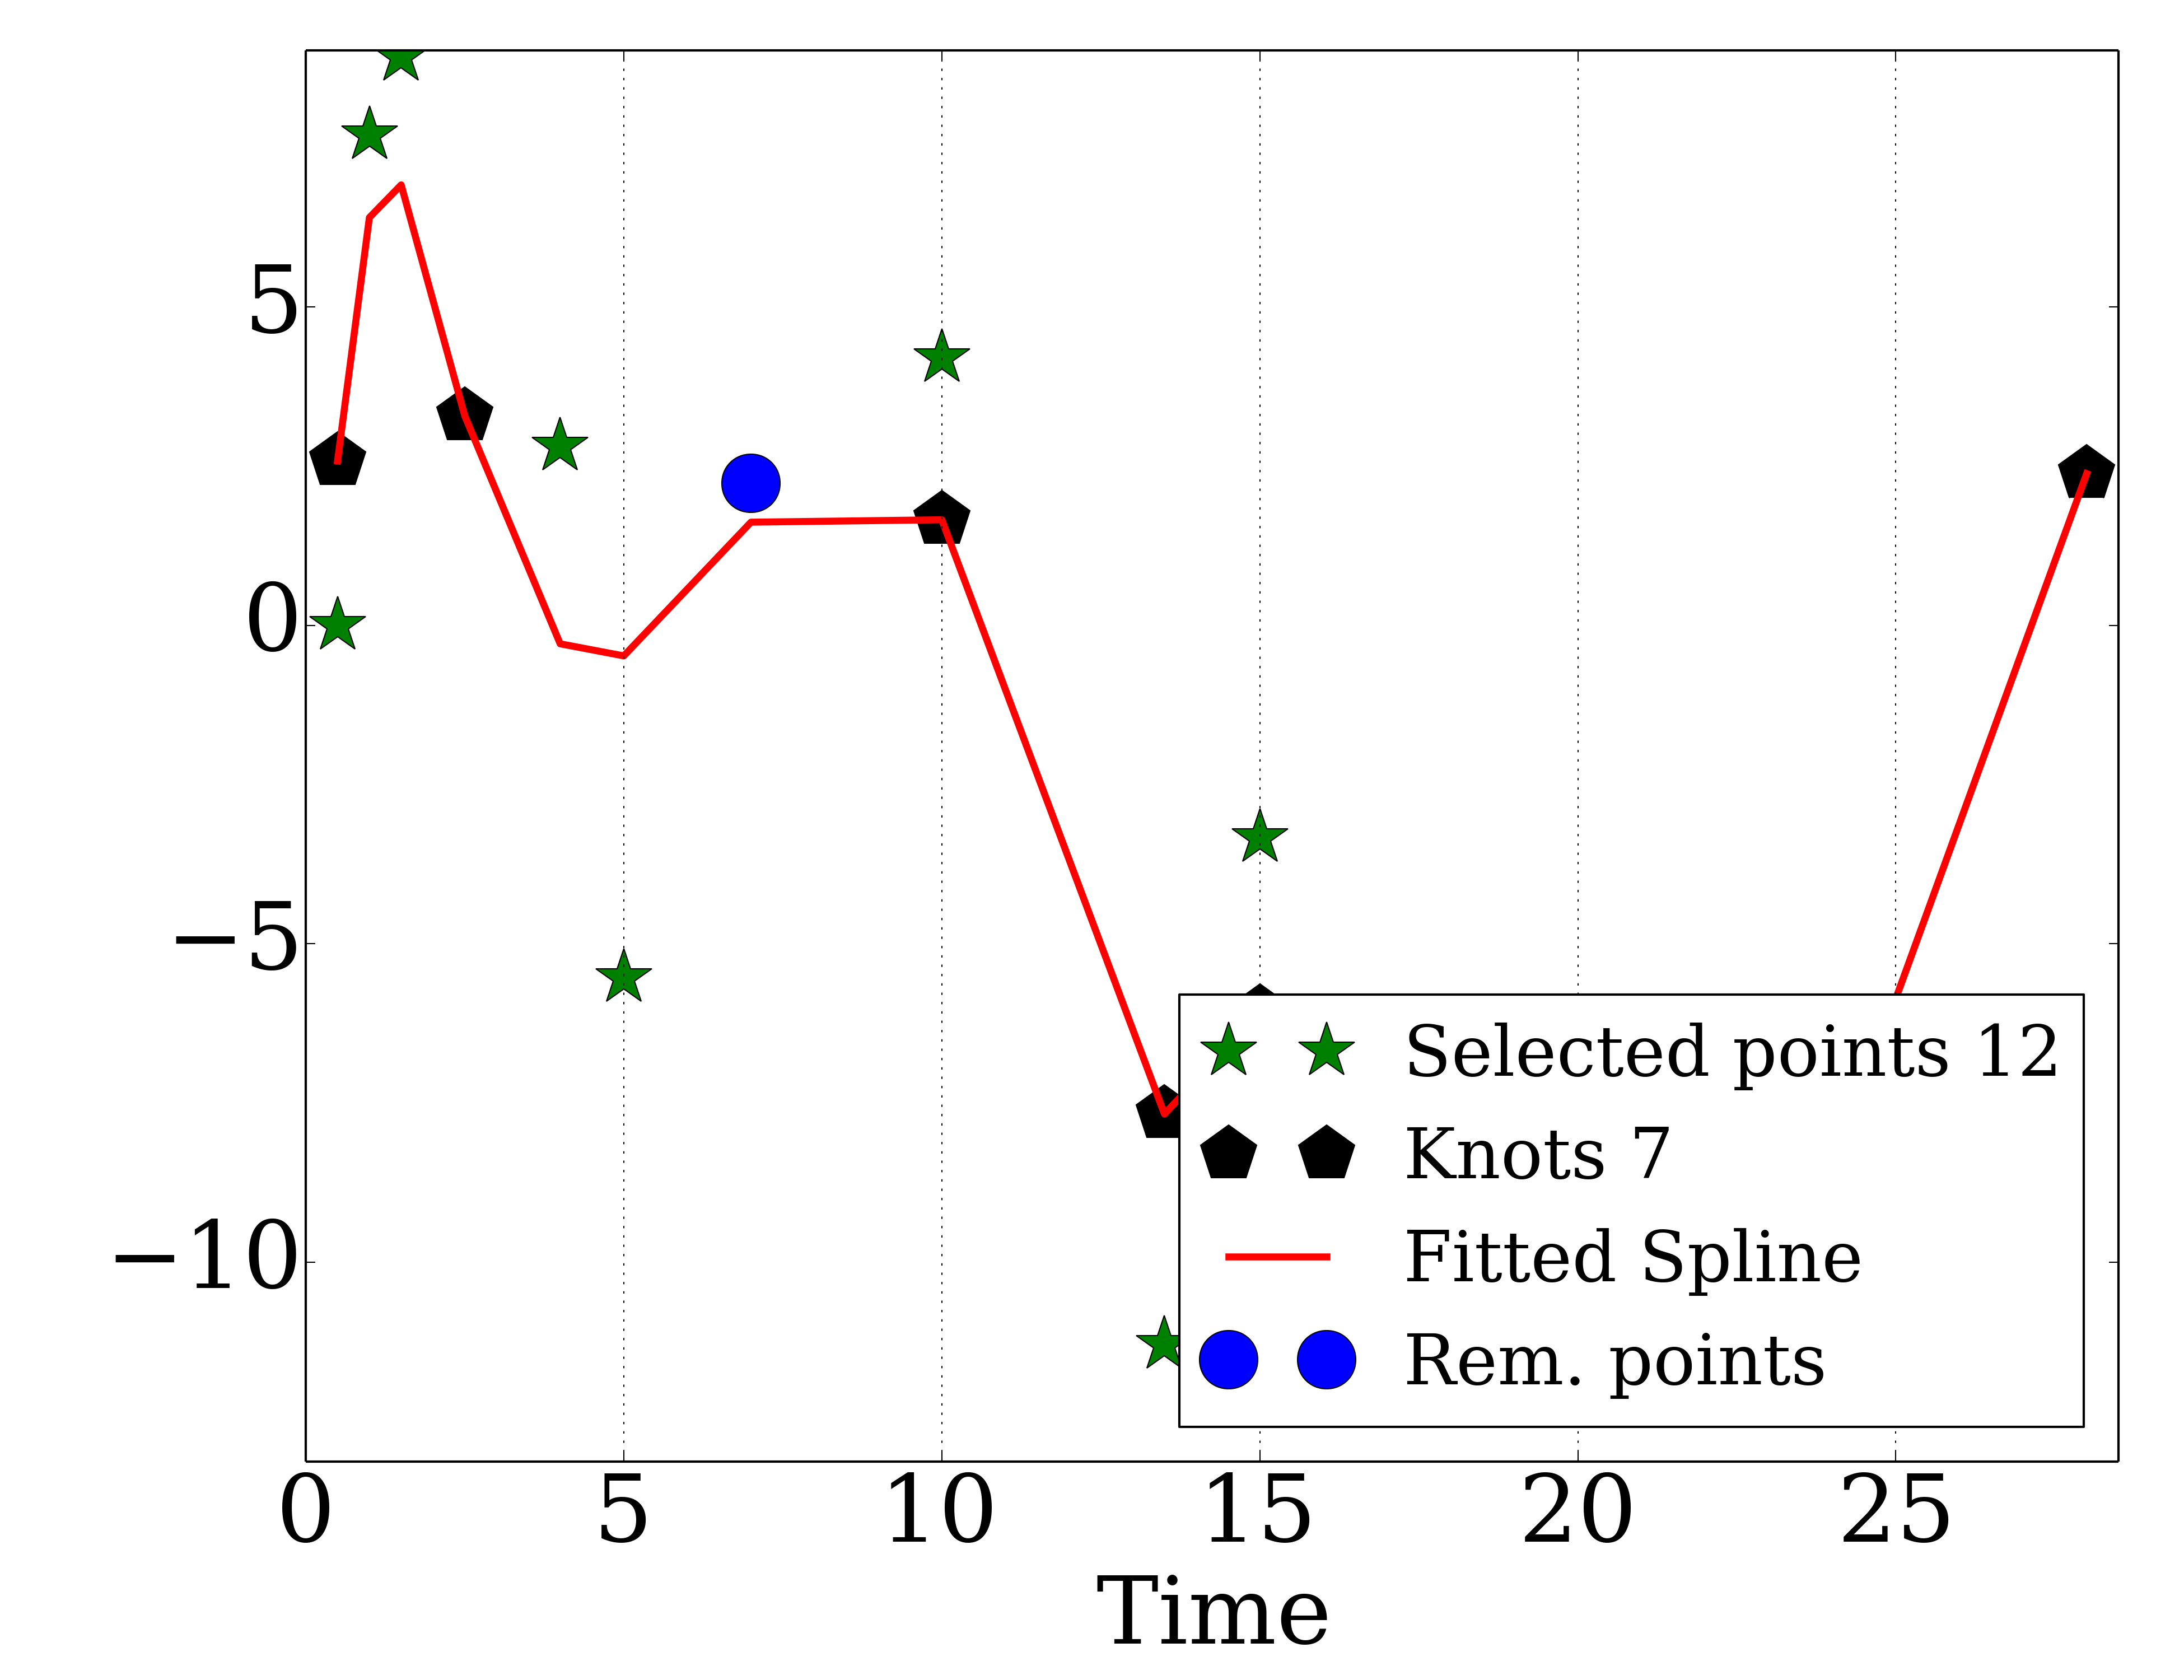 5
0
−5
−10
Selected points 12
Knots 7
Fitted Spline
Rem. points
0 5 10 15 20 25
Time